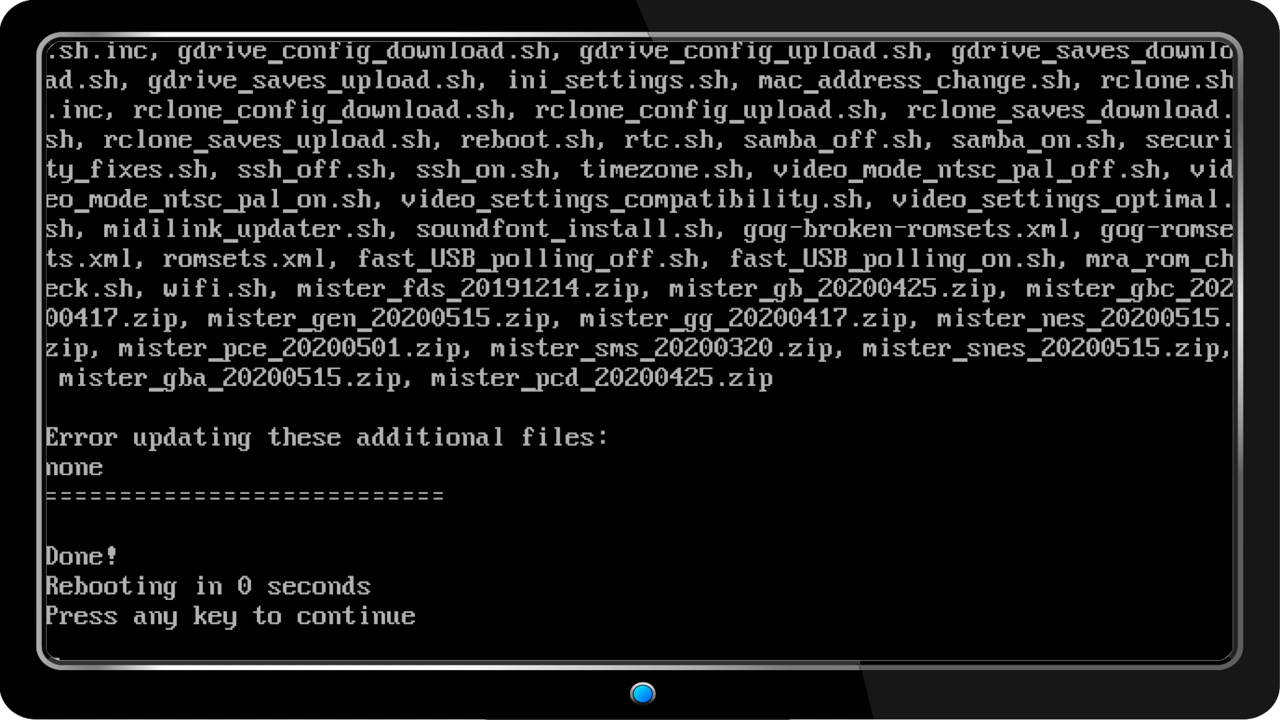 .sh.inc, gdrive_config_download.sh, gdrive_config_upload.sh, gdrive_saves_downlo
ad.sh, gdrive_saves_upload.sh, ini_settings.sh, mac_address_change.sh, rclone.sh
.inc, rclone_config_download.sh, rclone_config_upload.sh, rclone_saves_download.
sh, rclone_saves_upload.sh, reboot.sh, rtc.sh, samba_off.sh, samba_on.sh, securi
ty_fixes.sh, ssh_off.sh, ssh_on.sh, timezone.sh, video_mode_ntsc_pal_off.sh, vid
eo_mode_ntsc_pal_on.sh, video_settings_compatibility.sh, video_settings_optimal.
sh, midilink_updater.sh, soundfont_install.sh, gog-broken-romsets.xml, gog-romse
ts.xml, romsets.xml, fast_USB_polling_off.sh, fast_USB_polling_on.sh, mra_rom_ch
eck.sh, wifi.sh, mister_fds_20191214.zip, mister_gb_20200425.zip, mister_gbc_202
00417.zip, mister_gen_20200515.zip, mister_gg_20200417.zip, mister_nes_20200515.
zip, mister_pce_20200501.zip, mister_sms_20200320.zip, mister_snes_20200515.zip,
mister_gba_20200515.zip, mister_pcd_20200425.zip
Error updating these additional files:
none
===========================
Done!
Rebooting in 0 seconds
Press any key to continue